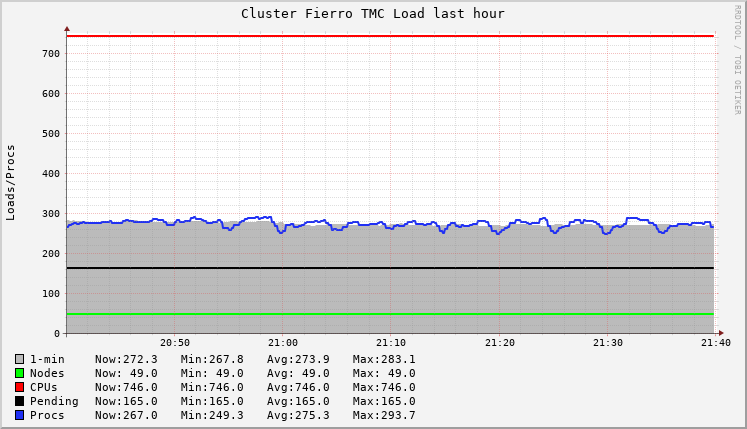 Cluster Fierro TMC Load last hour
RRDTOOL / TOBI OETIKER
Loads/Procs
700
600
500
400
300
200
100
0
20:50 21:00 21:10 21:20 21:30 21:40
1-min Now:272.3 Min:267.8 Avg:273.9 Max:283.1
Nodes Now: 49.0 Min: 49.0 Avg: 49.0 Max: 49.0
CPUs Now:746.0 Min:746.0 Avg:746.0 Max:746.0
Pending Now:165.0 Min:165.0 Avg:165.0 Max:165.0
Procs Now:267.0 Min:249.3 Avg:275.3 Max:293.7